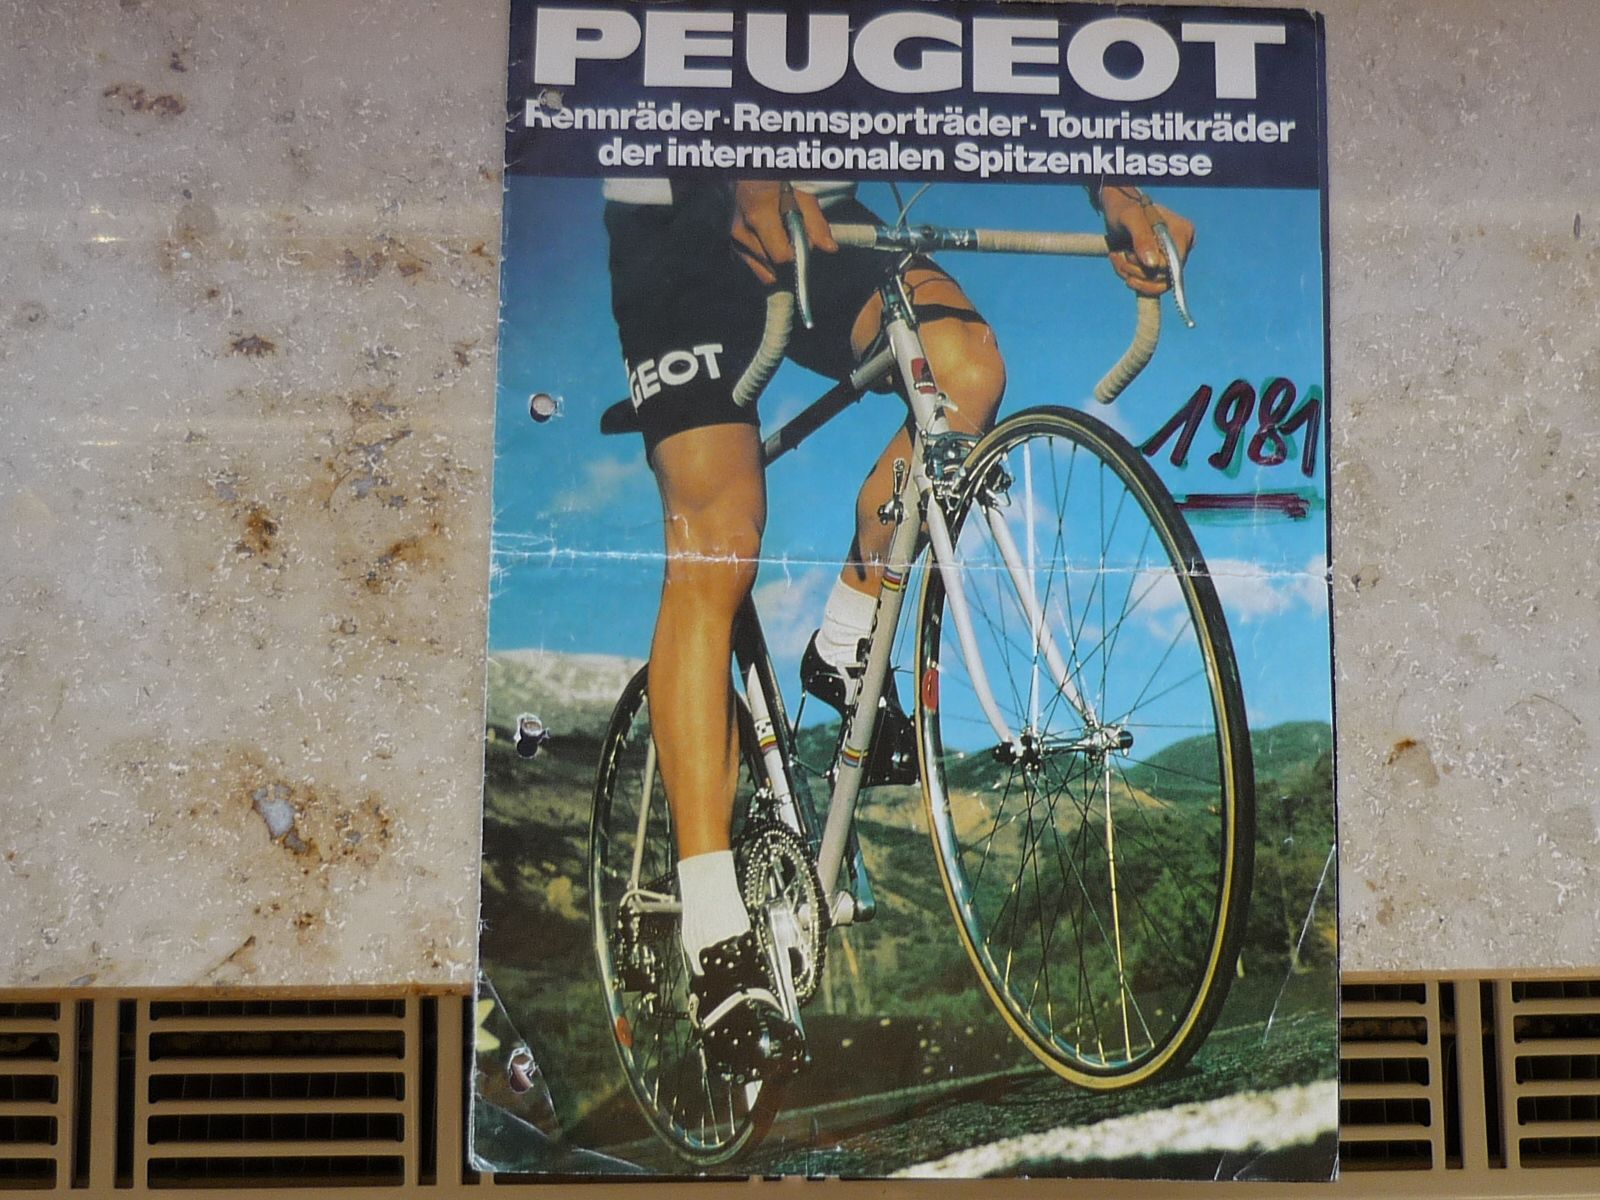 PEUGEOT
Rennräder·Rennsporträder·Touristikräder
der internationalen Spitzenklasse
GEOT
1981